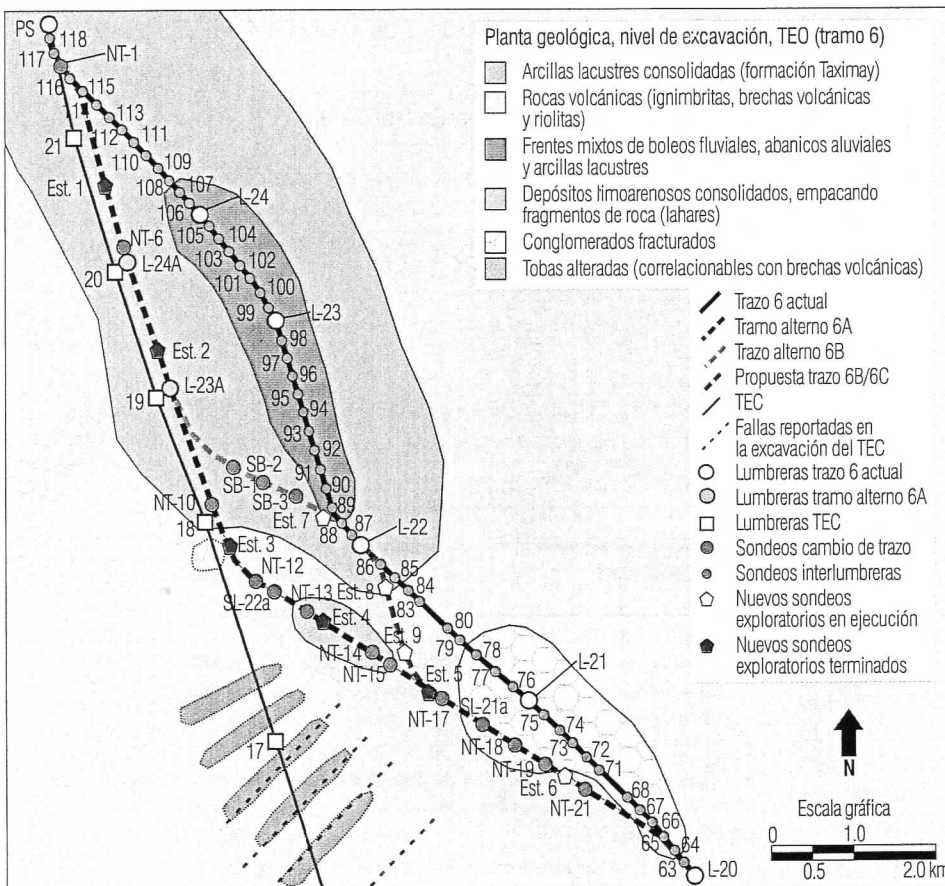 PS
118
117
NT-1
116
115
11
113
112
111
110
109
21
108
107
Est. 1
106
L-24
105
104
NT-6
103
102
L-24A
101
100
20
99
L-23
98
Est. 2
97
96
L-23A
95
19
94
93
92
SB-2
91
SB-1
90
SB-3
89
NT-10
Est. 7
88
87
18
L-22
Est. 3
86
85
NT-12
Est. 8
84
SL-22a
NT-13
83
Est. 4
80
79
Est. 9
78
NT-14
77
L-21
NT-15
Est. 5
76
SL-21a
75
NT-17
74
17
73
72
NT-18
71
NT-19
Est. 6
68
NT-21
67
66
65
64
63
L-20
Planta geológica, nivel de excavación, TEO (tramo 6)
Arcillas lacustres consolidadas (formación Taximay)
Rocas volcánicas (ignimbritas, brechas volcánicas
y riolitas)
Frentes mixtos de boleos fluviales, abanicos aluviales
y arcillas lacustres
Depósitos limoarenosos consolidados, empacando
fragmentos de roca (lahares)
Conglomerados fracturados
Tobas alteradas (correlacionables con brechas volcánicas)
Trazo 6 actual
Tramo alterno 6A
Trazo alterno 6B
Propuesta trazo 6B/6C
TEC
Fallas reportadas en
la excavación del TEC
Lumbreras trazo 6 actual
Lumbreras tramo alterno 6A
Lumbreras TEC
Sondeos cambio de trazo
Sondeos interlumbreras
Nuevos sondeos
exploratorios en ejecución
Nuevos sondeos
exploratorios terminados
N
Escala gráfica
0 1.0
0.5 2.0 km